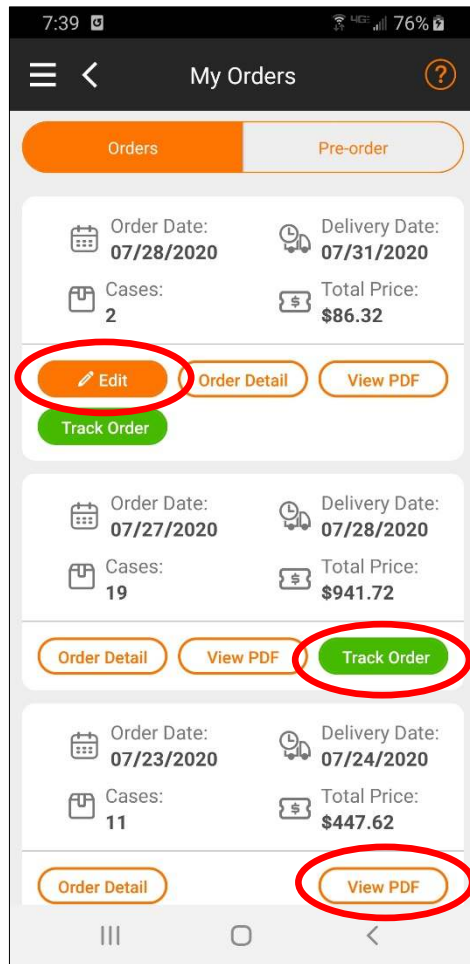 7:39 4GE 76%
My Orders ?
Orders Pre-order
Order Date: Delivery Date:
07/28/2020 07/31/2020
Cases: Total Price:
2 $86.32
Edit Order Detail View PDF
Track Order
Order Date: Delivery Date:
07/27/2020 07/28/2020
Cases: Total Price:
19 $941.72
Order Detail View PDF Track Order
Order Date: Delivery Date:
07/23/2020 07/24/2020
Cases: Total Price:
11 $447.62
Order Detail View PDF